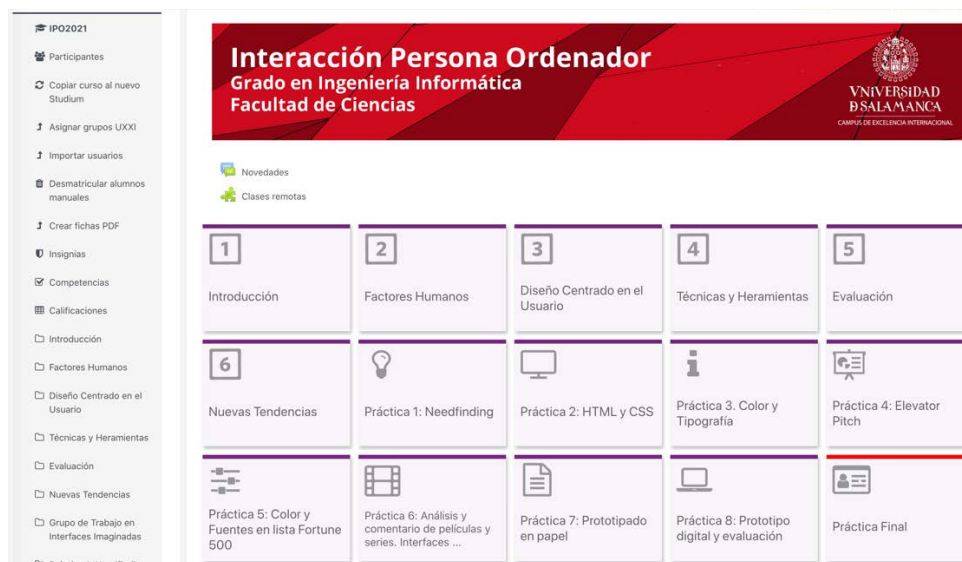 IPO2021
Participantes
Copiar curso al nuevo
Studium
Asignar grupos UXXI
Importar usuarios
Desmatricular alumnos
manuales
Crear fichas PDF
Insignias
Competencias
Calificaciones
Introducción
Factores Humanos
Diseño Centrado en el
Usuario
Técnicas y Heramientas
Evaluación
Nuevas Tendencias
Grupo de Trabajo en
Interfaces Imaginadas
Interacción Persona Ordenador
Grado en Ingeniería Informática
Facultad de Ciencias
VNiVERSiDAD
D SALAMANCA
CAMPUS DE EXCELENCIA INTERNACIONAL
Novedades
Clases remotas
1
Introducción
2
Factores Humanos
3
Diseño Centrado en el
Usuario
4
Técnicas y Heramientas
5
Evaluación
6
Nuevas Tendencias
Práctica 1: Needfinding
Práctica 2: HTML y CSS
Práctica 3. Color y
Tipografía
Práctica 4: Elevator
Pitch
Práctica 5: Color y
Fuentes en lista Fortune
500
Práctica 6: Análisis y
comentario de películas y
series. Interfaces ...
Práctica 7: Prototipado
en papel
Práctica 8: Prototipo
digital y evaluación
Práctica Final